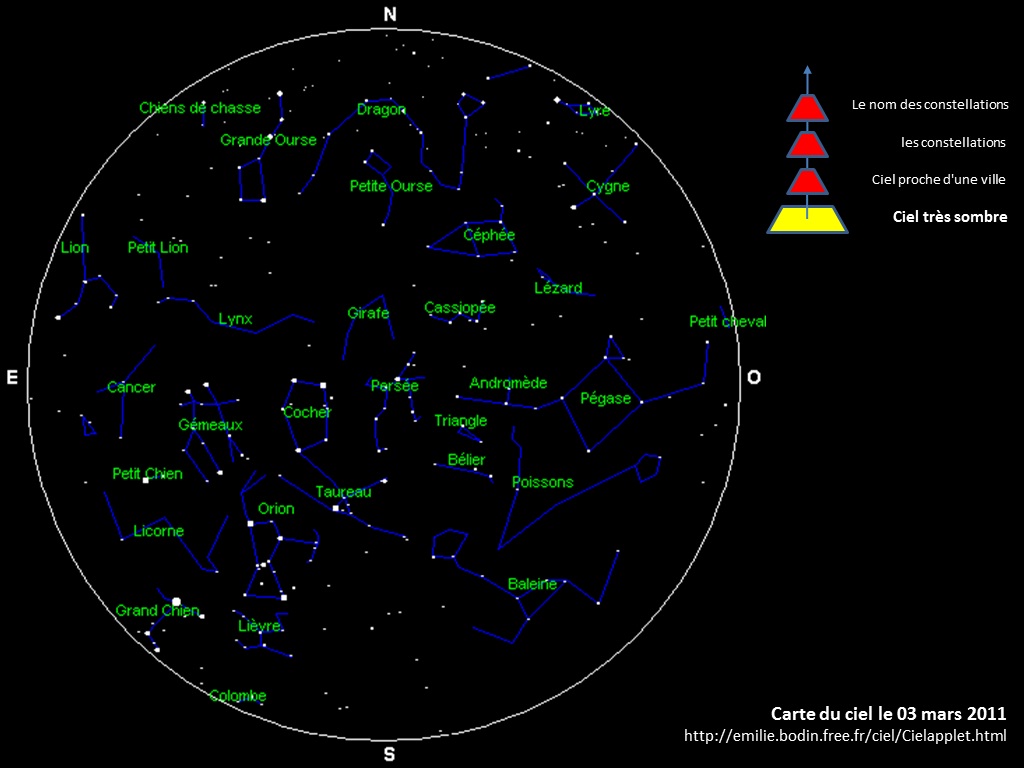 N
Chiens de chasse
Dragon
Lyre
Grande Ourse
Petite Ourse
Cygne
Lion
Petit Lion
Céphée
Lézard
Lynx
Girafe
Cassiopée
Petit cheval
E
O
Cancer
Persée
Andromède
Pégase
Cocher
Gémeaux
Triangle
Bélier
Petit Chien
Poissons
Taureau
Orion
Licorne
Baleine
Grand Chien
Lièvre
Colombe
S
Le nom des constellations
les constellations
Ciel proche d'une ville
Ciel très sombre
Carte du ciel le 03 mars 2011
http://emilie.bodin.free.fr/ciel/Cielapplet.html